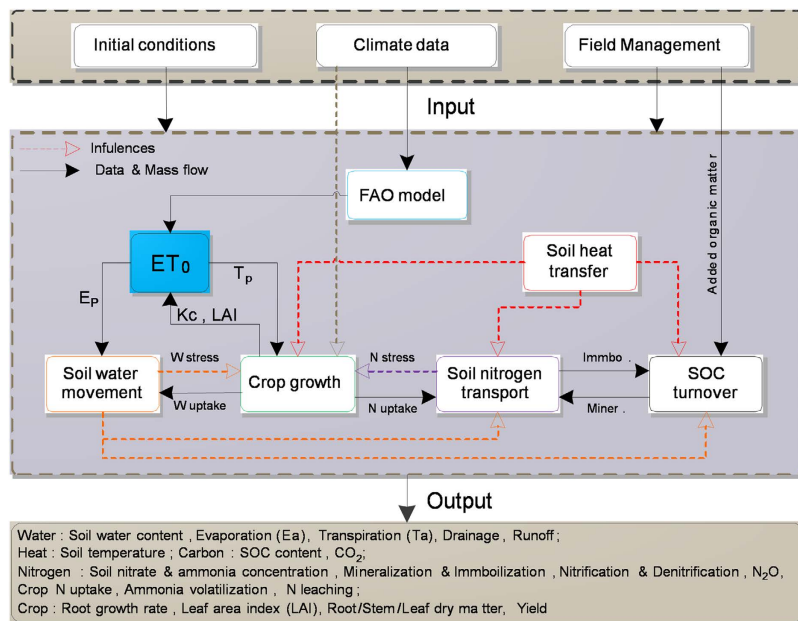 Initial conditions
Climate data
Field Management
Input
Infulences
Data & Mass flow
Added organic matter
FAO model
ET0
Soil heat
transfer
Tp
EP
Kc , LAI
W stress
N stress
Immbo .
Soil water
movement
Crop growth
Soil nitrogen
transport
SOC
turnover
W uptake
N uptake
Miner .
Output
Water : Soil water content , Evaporation (Ea), Transpiration (Ta), Drainage , Runoff ;
Heat : Soil temperature ; Carbon : SOC content , CO2;
Nitrogen : Soil nitrate & ammonia concentration , Mineralization & Immboilization , Nitrification & Denitrification , N2O,
Crop N uptake , Ammonia volatilization , N leaching ;
Crop : Root growth rate , Leaf area index (LAI), Root/Stem/Leaf dry ma tter, Yield